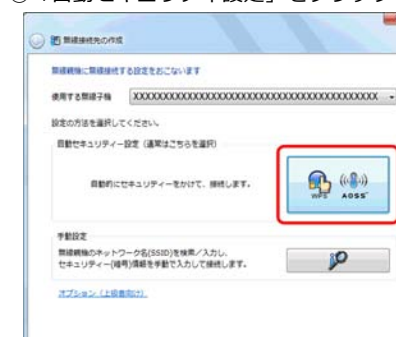 「自動セキュリティ設定」をクリック
無線接続先の作成
無線親機に無線接続する設定をおこないます
使用する無線子機 XXXXXXXXXXXXXXXXXXXXXXXXXXXXXXXXXXXXXX
設定の方法を選択してください。
自動セキュリティー設定（通常はこちらを選択）
自動的にセキュリティーをかけて、接続します。
WPS AOSS™
手動設定
無線親機のネットワーク名(SSID)を検索／入力し、
セキュリティー(暗号)情報を手動で入力して接続します。
オプション（上級者向け）